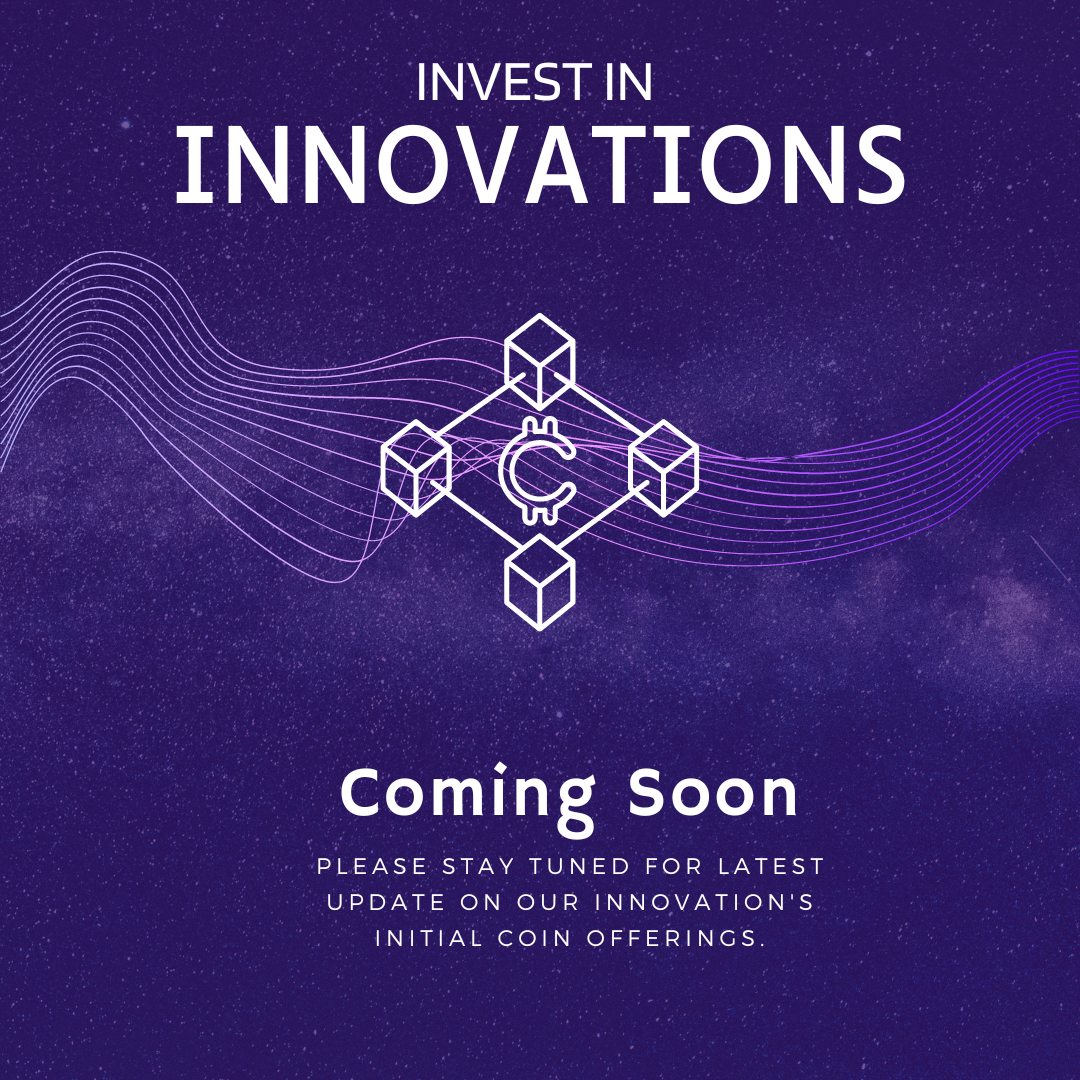 INVEST IN
INNOVATIONS
Coming Soon
PLEASE STAY TUNED FOR LATEST
UPDATE ON OUR INNOVATION'S
INITIAL COIN OFFERINGS.